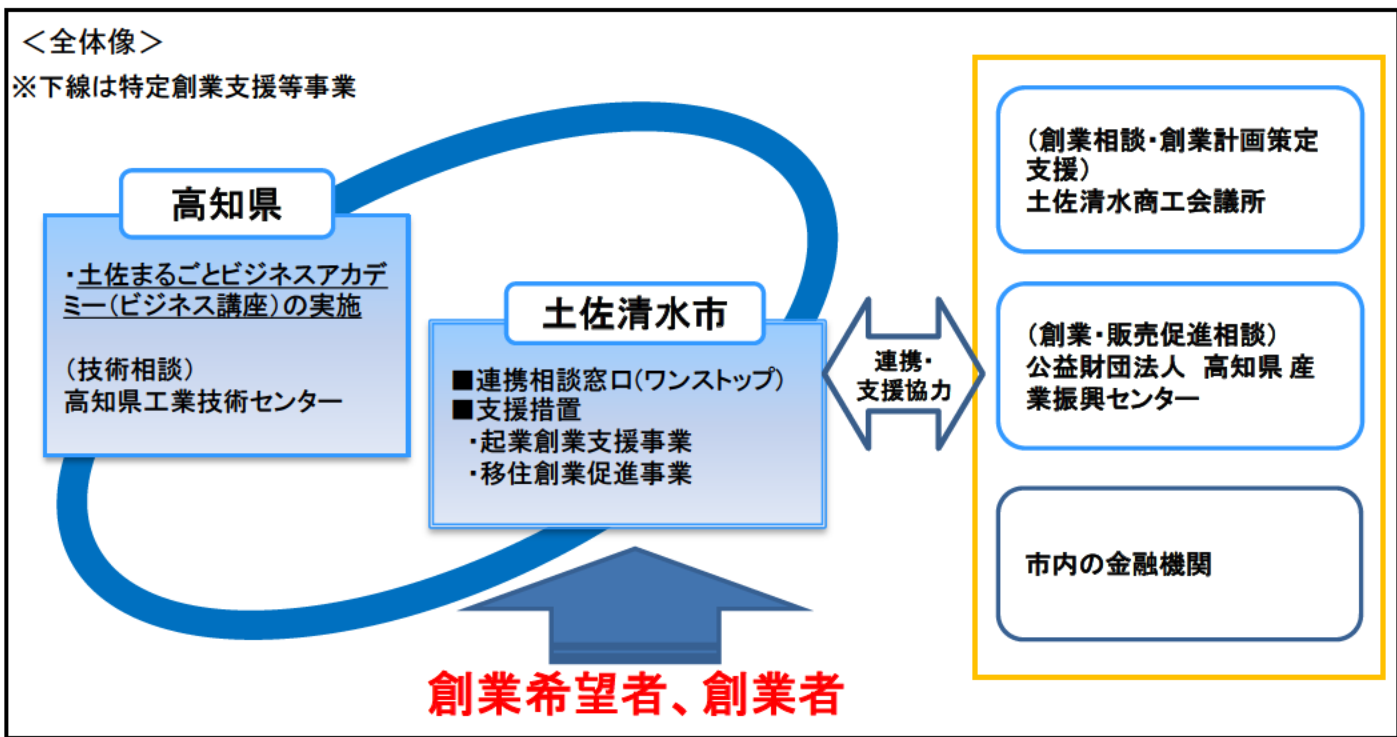 ＜全体像＞
※下線は特定創業支援等事業
高知県
・土佐まるごとビジネスアカデ
ミー(ビジネス講座)の実施
(技術相談)
高知県工業技術センター
土佐清水市
■連携相談窓口(ワンストップ)
■支援措置
・起業創業支援事業
・移住創業促進事業
連携・
支援協力
(創業相談・創業計画策定
支援)
土佐清水商工会議所
(創業・販売促進相談)
公益財団法人　高知県 産
業振興センター
市内の金融機関
創業希望者、創業者